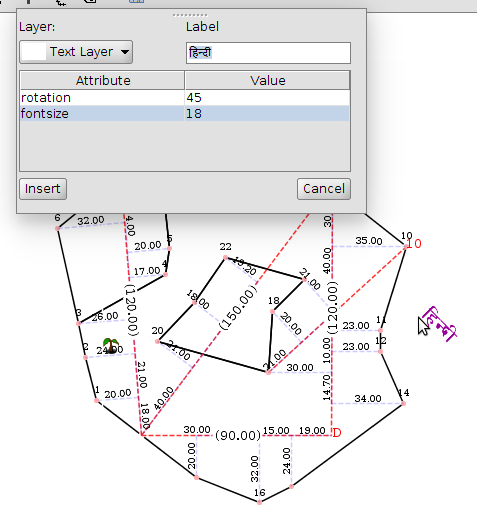 Layer: Label
Text Layer हिन्दी
Attribute Value
rotation 45
fontsize 18
Insert Cancel
6 32.00 4.00 30. 10 10
5 20.00 22 40.00 35.00
4 17.00 19.20 21.00
3 26.00 (120.00) 18.00 (150.00) 18 20.00 (120.00) 11 हिन्दी
20 23.00 12
2 24.00 21.00 10.00 23.00
21.00 21.00 30.00
1 20.00 40.00 14.70 34.00 14
18.00 30.00 (90.00) 15.00 19.00 D
20.00 32.00 24.00
16